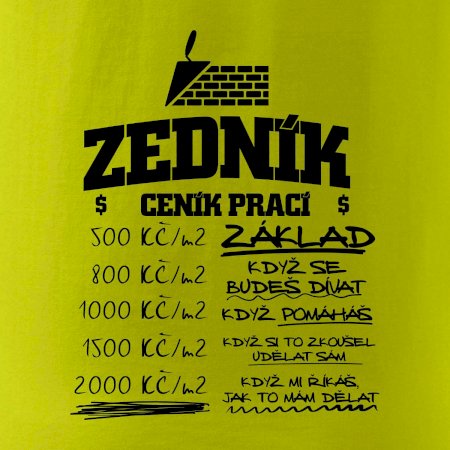 ZEDNÍK
$ CENÍK PRACÍ $
500 KČ/m2 ZÁKLAD
800 KČ/m2 KDYŽ SE
BUDEŠ DÍVAT
1000 KČ/m2 KDYŽ POMÁHÁŠ
1500 KČ/m2 KDYŽ SI TO ZKOUŠEL
UDĚLAT SÁM
2000 KČ/m2 KDYŽ MI ŘÍKÁŠ,
JAK TO MÁM DĚLAT